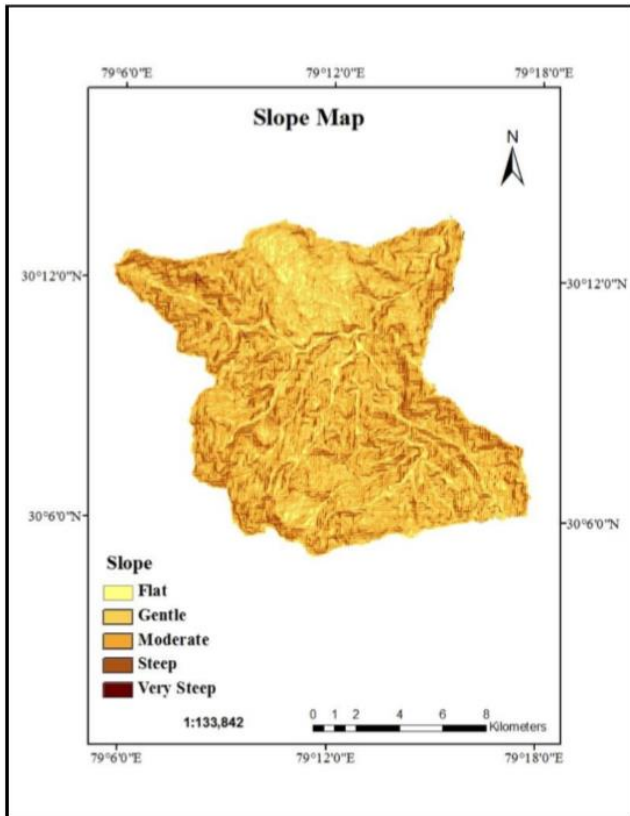 79°6'0"E 79°12'0"E 79°18'0"E
Slope Map
N
30°12'0"N 30°12'0"N
30°6'0"N 30°6'0"N
Slope
Flat
Gentle
Moderate
Steep
Very Steep
1:133,842
0 1 2 4 6 8
Kilometers
79°6'0"E 79°12'0"E 79°18'0"E